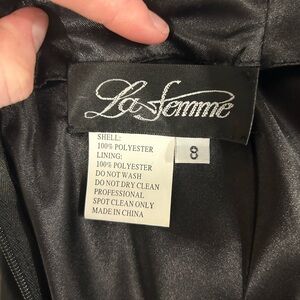 La Femme
SHELL:
100% POLYESTER
LINING:
100% POLYESTER
DO NOT WASH
DO NOT DRY CLEAN
PROFESSIONAL
SPOT CLEAN ONLY
MADE IN CHINA
8